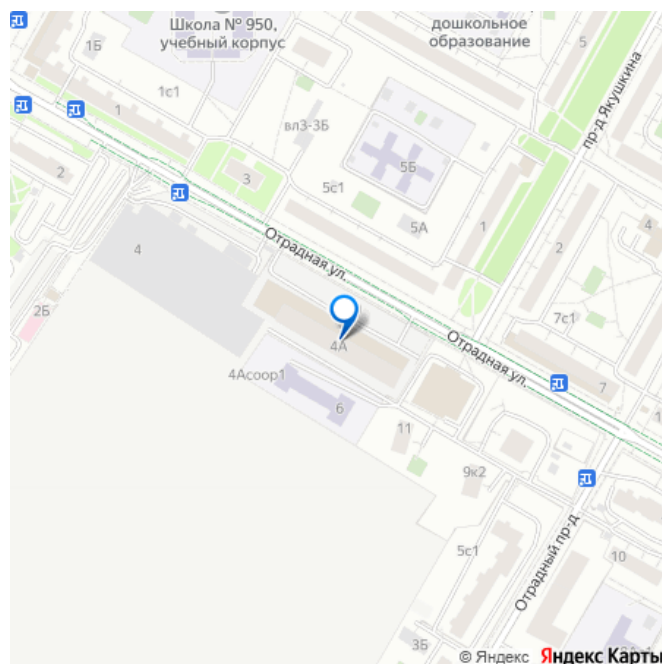 Школа № 950,
учебный корпус
дошкольное
образование
5
1Б
1с1
1
вл3-3Б
пр-д Якушкина
2
3
5с1
5Б
5А
1
2
4
4
Отрадная ул.
2Б
7с1
4А
Отрадная ул.
4Асоор1
6
7
11
9к2
5с1
Отрадный пр-д
10
3Б
© Яндекс Яндекс Карты